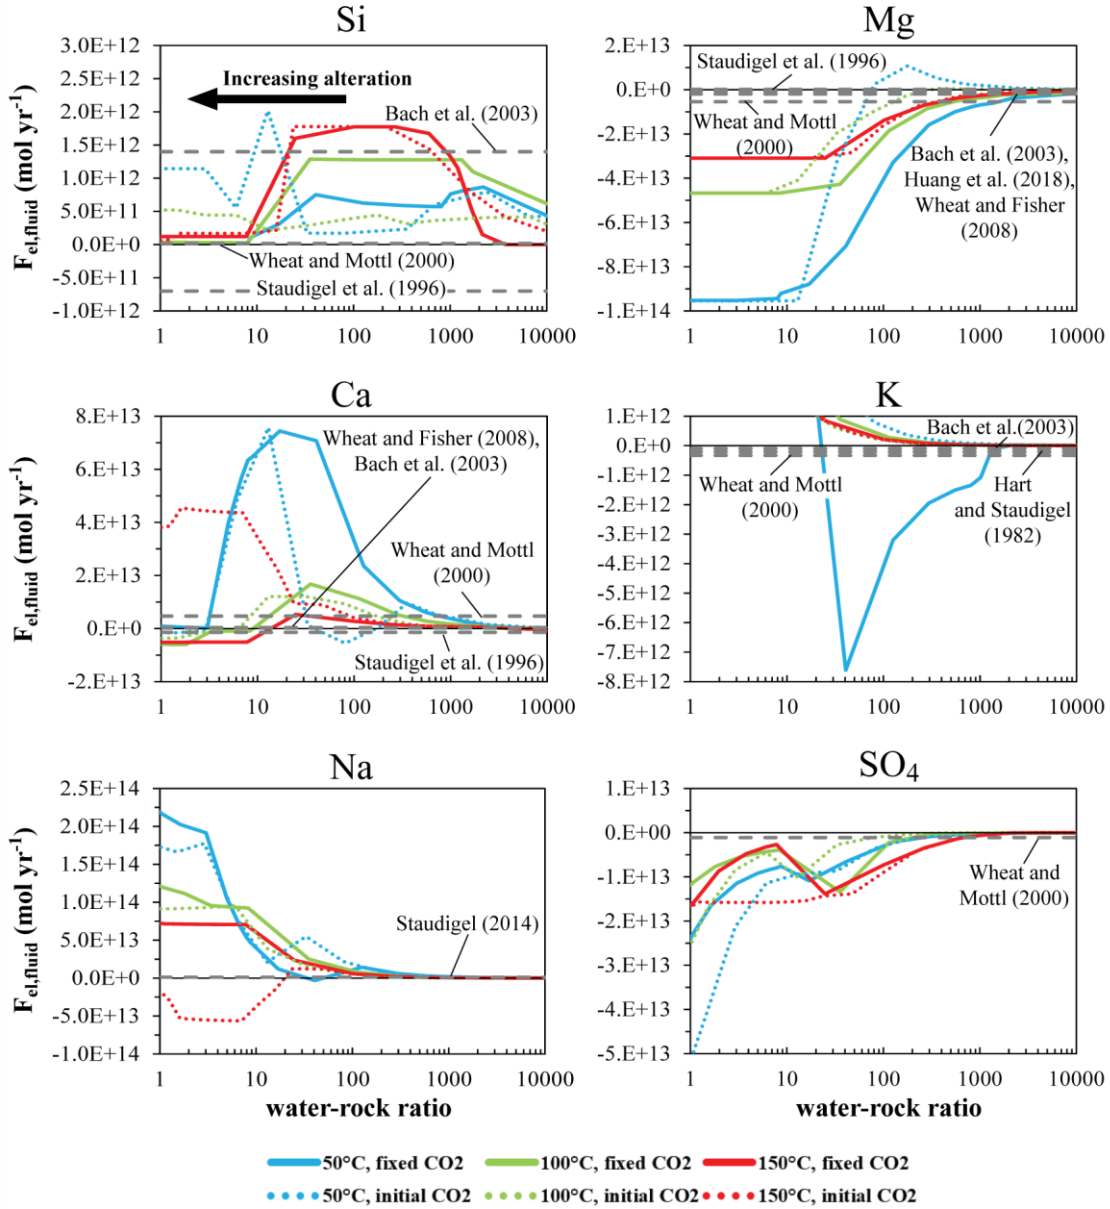 Si
F el,fluid (mol yr-1)
3.0E+12
2.5E+12
2.0E+12
1.5E+12
1.0E+12
5.0E+11
0.0E+0
-5.0E+11
-1.0E+12
Increasing alteration
Bach et al. (2003)
Wheat and Mottl (2000)
Staudigel et al. (1996)
1 10 100 1000 10000
Mg
2.E+13
0.E+0
-2.E+13
-4.E+13
-6.E+13
-8.E+13
-1.E+14
Staudigel et al. (1996)
Wheat and Mottl
(2000)
Bach et al. (2003),
Huang et al. (2018),
Wheat and Fisher
(2008)
1 10 100 1000 10000
Ca
F el,fluid (mol yr-1)
8.E+13
6.E+13
4.E+13
2.E+13
0.E+0
-2.E+13
Wheat and Fisher (2008),
Bach et al. (2003)
Wheat and Mottl
(2000)
Staudigel et al. (1996)
1 10 100 1000 10000
K
1.E+12
0.E+0
-1.E+12
-2.E+12
-3.E+12
-4.E+12
-5.E+12
-6.E+12
-7.E+12
-8.E+12
Bach et al.(2003)
Wheat and Mottl
(2000)
Hart
and Staudigel
(1982)
1 10 100 1000 10000
Na
F el,fluid (mol yr-1)
2.5E+14
2.0E+14
1.5E+14
1.0E+14
5.0E+13
0.0E+0
-5.0E+13
-1.0E+14
Staudigel (2014)
1 10 100 1000 10000
water-rock ratio
SO4
1.E+13
0.E+00
-1.E+13
-2.E+13
-3.E+13
-4.E+13
-5.E+13
Wheat and
Mottl (2000)
1 10 100 1000 10000
water-rock ratio
50°C, fixed CO2 100°C, fixed CO2 150°C, fixed CO2
50°C, initial CO2 100°C, initial CO2 150°C, initial CO2